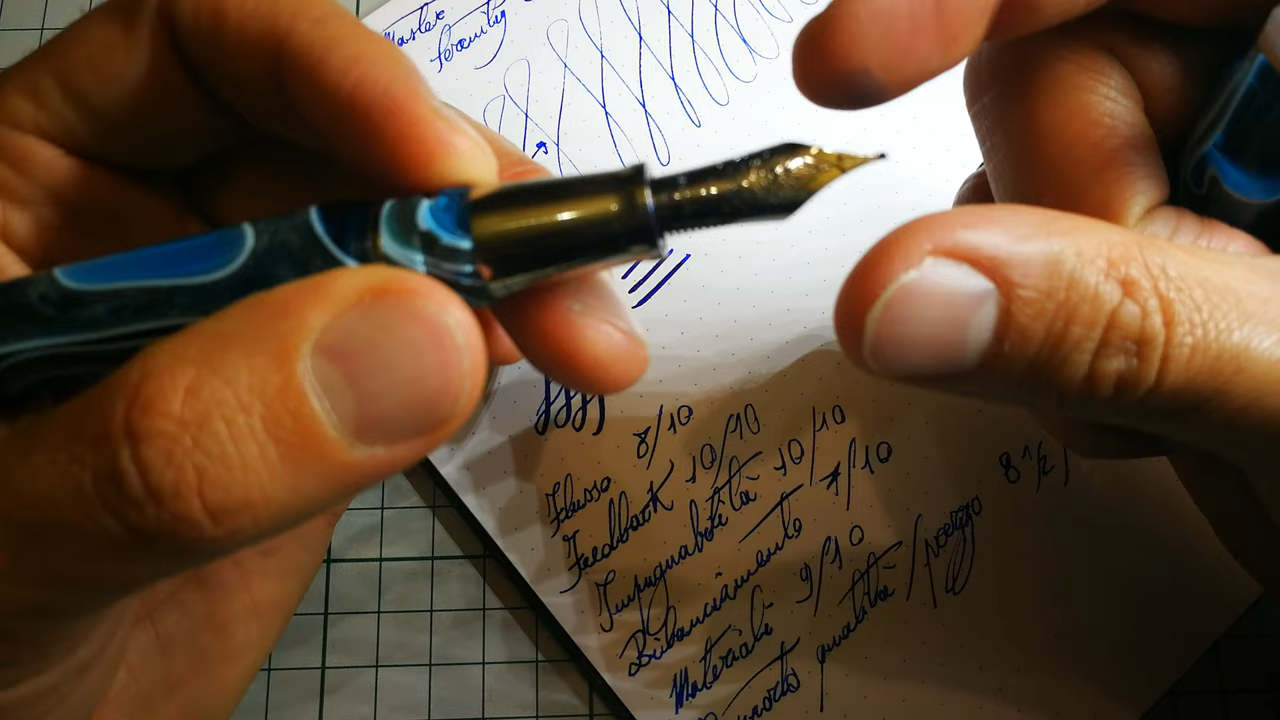 Flusso 8/10
Feedback 10/10
Impugnabilità 10/10
Bilanciamento 7/10
Materiali 9/10
qualità/prezzo 8 1/2